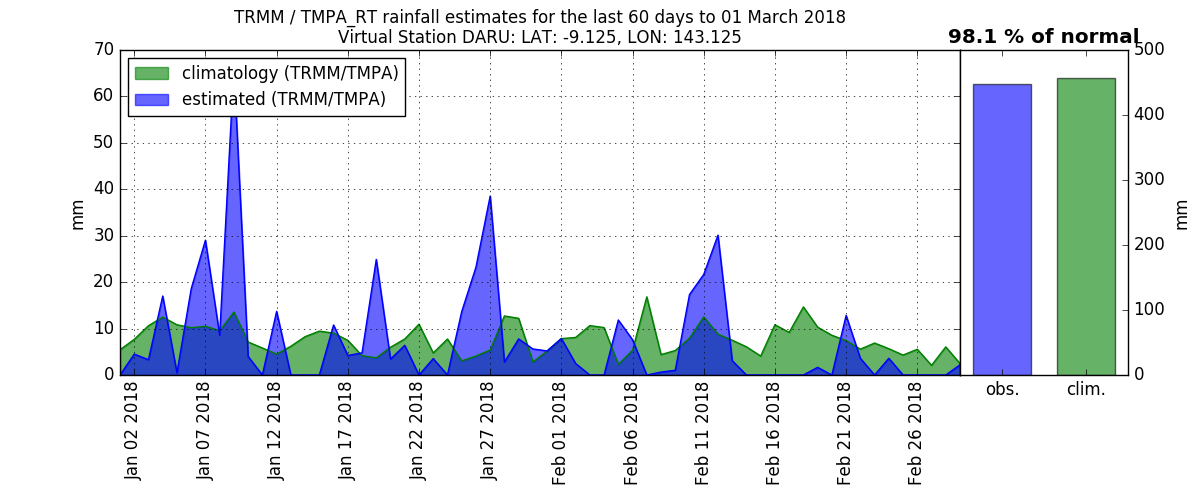 TRMM / TMPA_RT rainfall estimates for the last 60 days to 01 March 2018
Virtual Station DARU: LAT: -9.125, LON: 143.125
98.1 % of normal
climatology (TRMM/TMPA)
estimated (TRMM/TMPA)
70
60
50
40
30
20
10
0
mm
Jan 02 2018
Jan 07 2018
Jan 12 2018
Jan 17 2018
Jan 22 2018
Jan 27 2018
Feb 01 2018
Feb 06 2018
Feb 11 2018
Feb 16 2018
Feb 21 2018
Feb 26 2018
500
400
300
200
100
0
mm
obs.
clim.